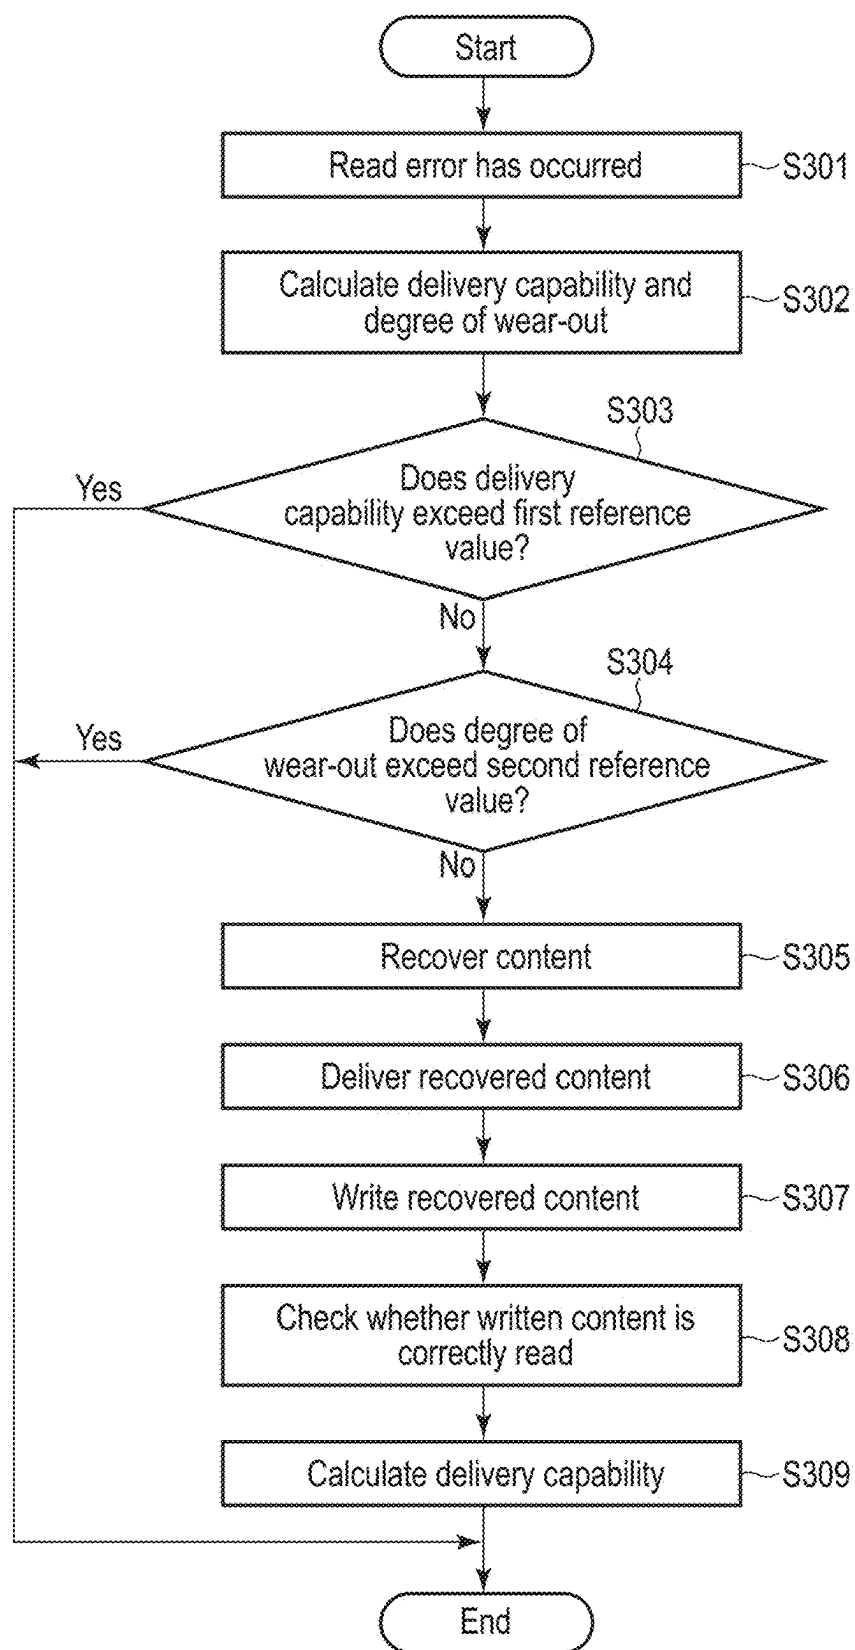 Start
Read error has occurred
S301
Calculate delivery capability and
degree of wear-out
S302
S303
Does delivery
capability exceed first reference
value?
Yes
No
S304
Does degree of
wear-out exceed second reference
value?
Yes
No
Recover content
S305
Deliver recovered content
S306
Write recovered content
S307
Check whether written content is
correctly read
S308
Calculate delivery capability
S309
End